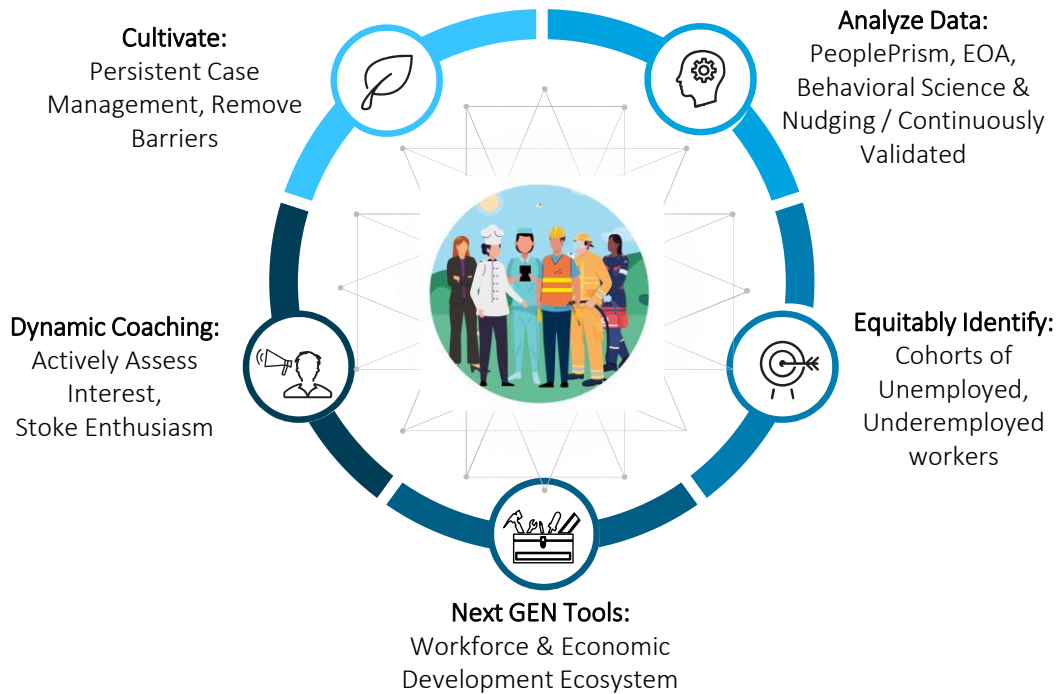 Cultivate:
Persistent Case
Management, Remove
Barriers
Analyze Data:
PeoplePrism, EOA,
Behavioral Science &
Nudging / Continuously
Validated
Dynamic Coaching:
Actively Assess
Interest,
Stoke Enthusiasm
Equitably Identify:
Cohorts of
Unemployed,
Underemployed
workers
Next GEN Tools:
Workforce & Economic
Development Ecosystem